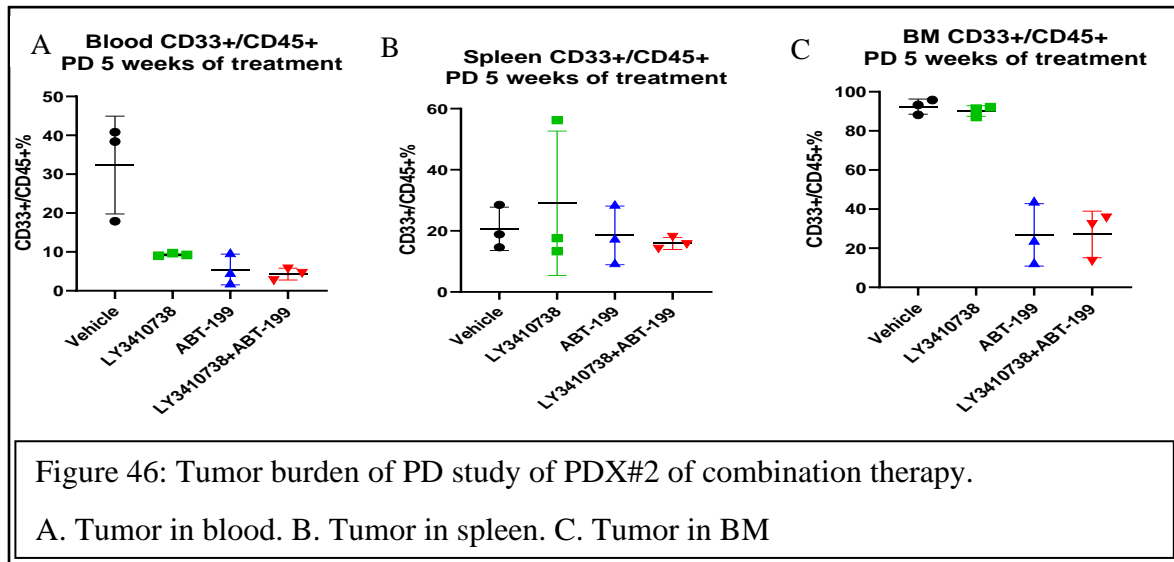 A
Blood CD33+/CD45+
PD 5 weeks of treatment
CD33+/CD45+%
50
40
30
20
10
0
Vehicle
LY3410738
ABT-199
LY3410738+ABT-199
B
Spleen CD33+/CD45+
PD 5 weeks of treatment
CD33+/CD45+%
60
40
20
0
Vehicle
LY3410738
ABT-199
LY3410738+ABT-199
C
BM CD33+/CD45+
PD 5 weeks of treatment
CD33+/CD45+%
100
80
60
40
20
0
Vehicle
LY3410738
ABT-199
LY3410738+ABT-199
Figure 46: Tumor burden of PD study of PDX#2 of combination therapy.
A. Tumor in blood. B. Tumor in spleen. C. Tumor in BM